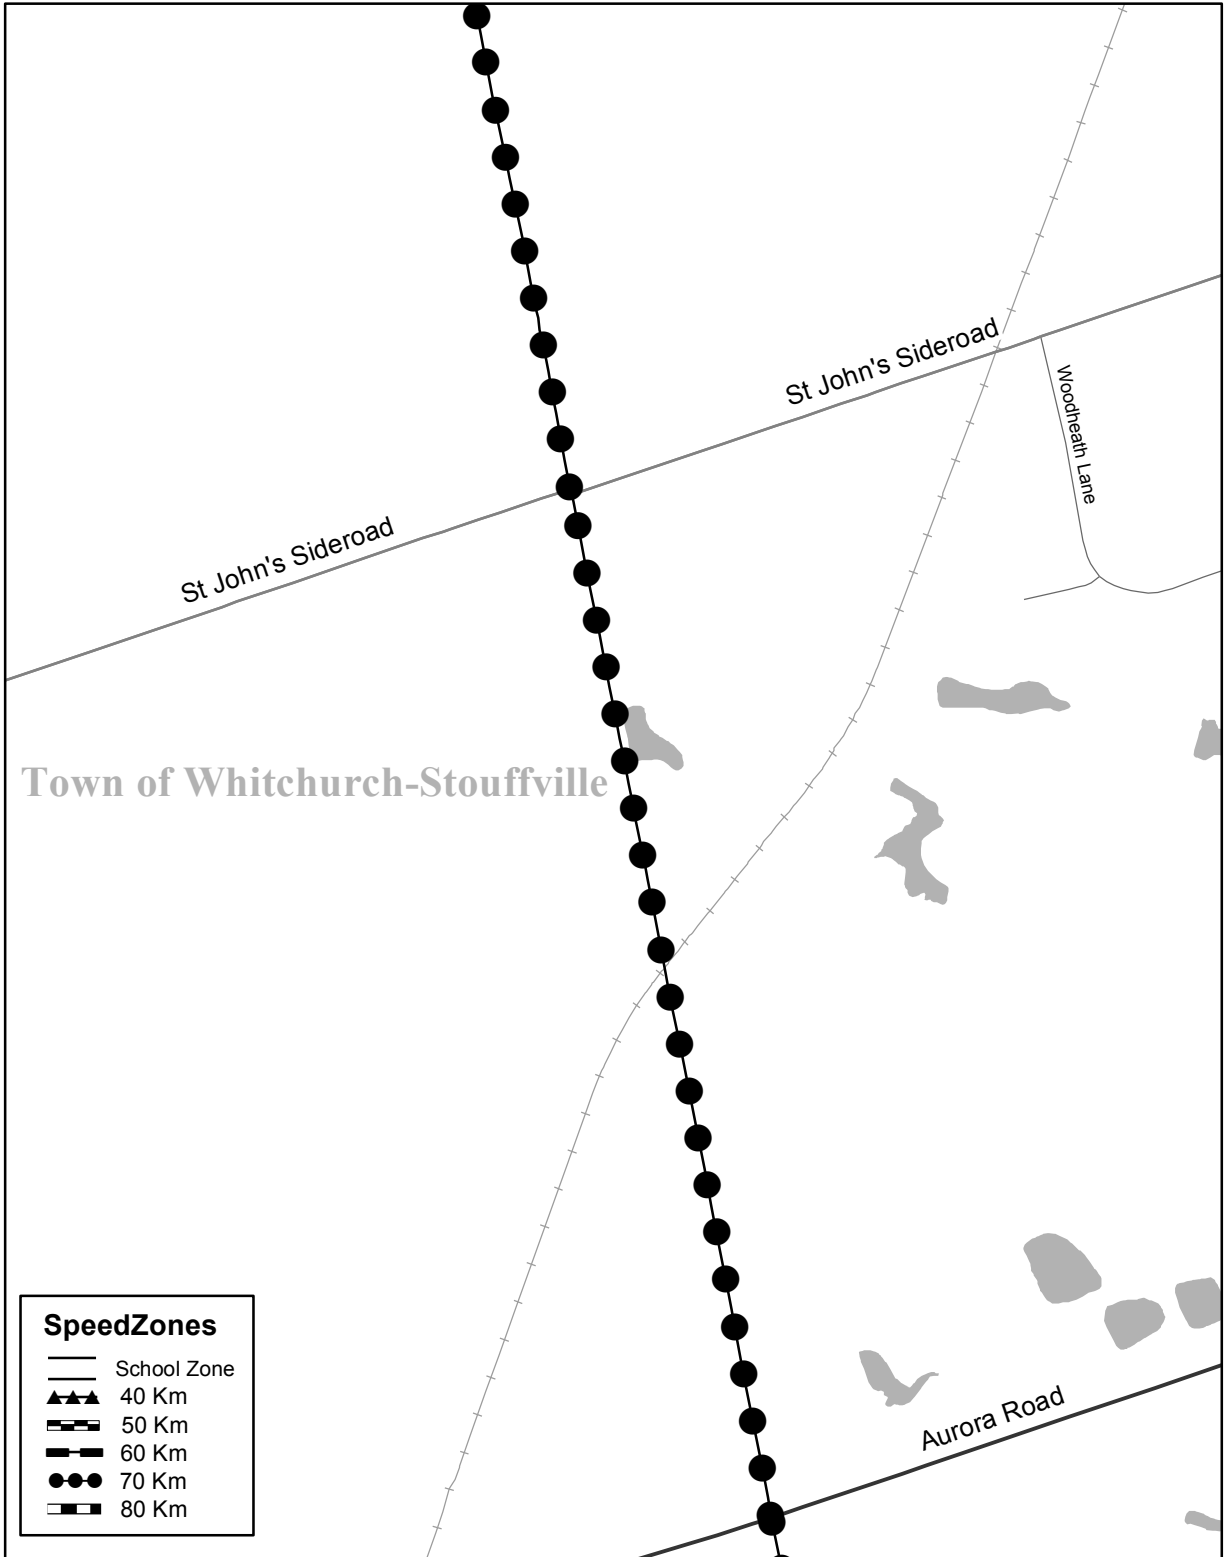 St John's Sideroad
Woodheath Lane
St John's Sideroad
Town of Whitchurch-Stouffville
SpeedZones
School Zone
40 Km
50 Km
60 Km
70 Km
80 Km
Aurora Road